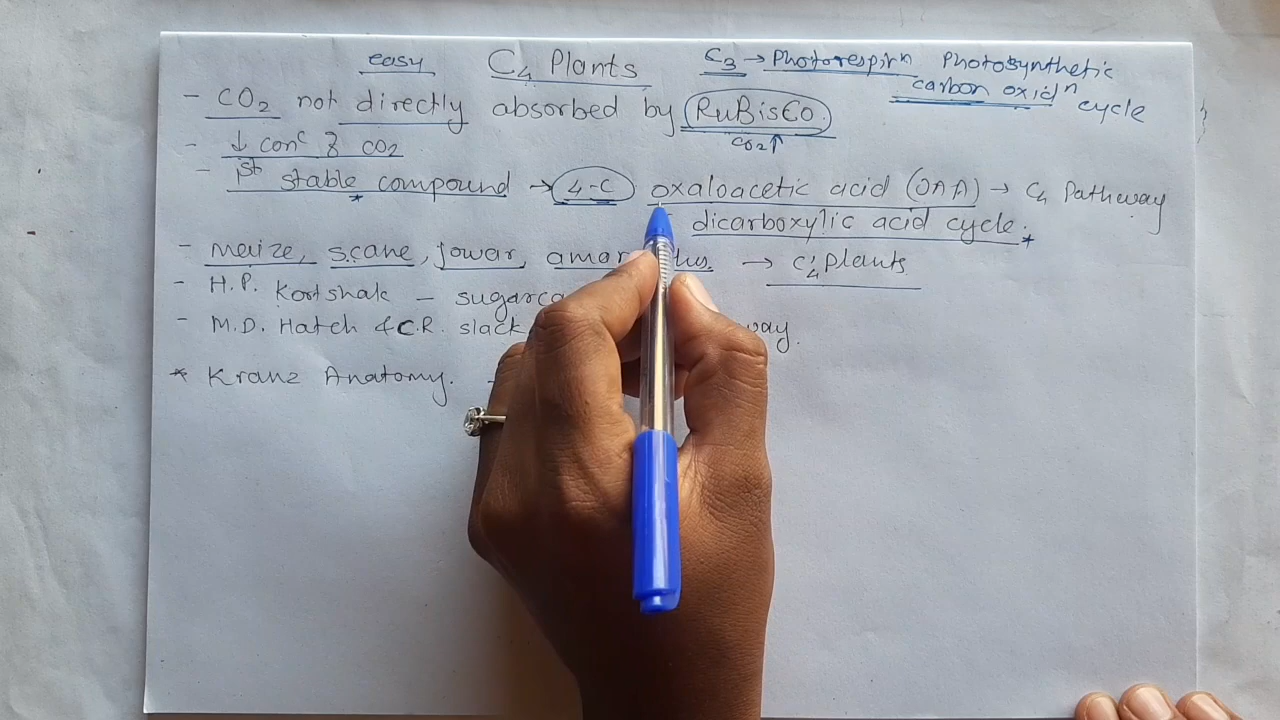 easy C4 Plants C3 → Photorespirⁿ Photosynthetic
carbon oxidⁿ cycle
- CO2 not directly absorbed by RuBisCo.
CO2 ↑
- ↓ concⁿ of CO2
- 1st stable compound → 4-C oxaloacetic acid (OAA) → C4 Pathway
dicarboxylic acid cycle. *
- maize, s.cane, jowar, → C4 Plants
- H.P. Kortshak -
- M.D. Hatch & C.R. slack
* Kranz Anatomy. -